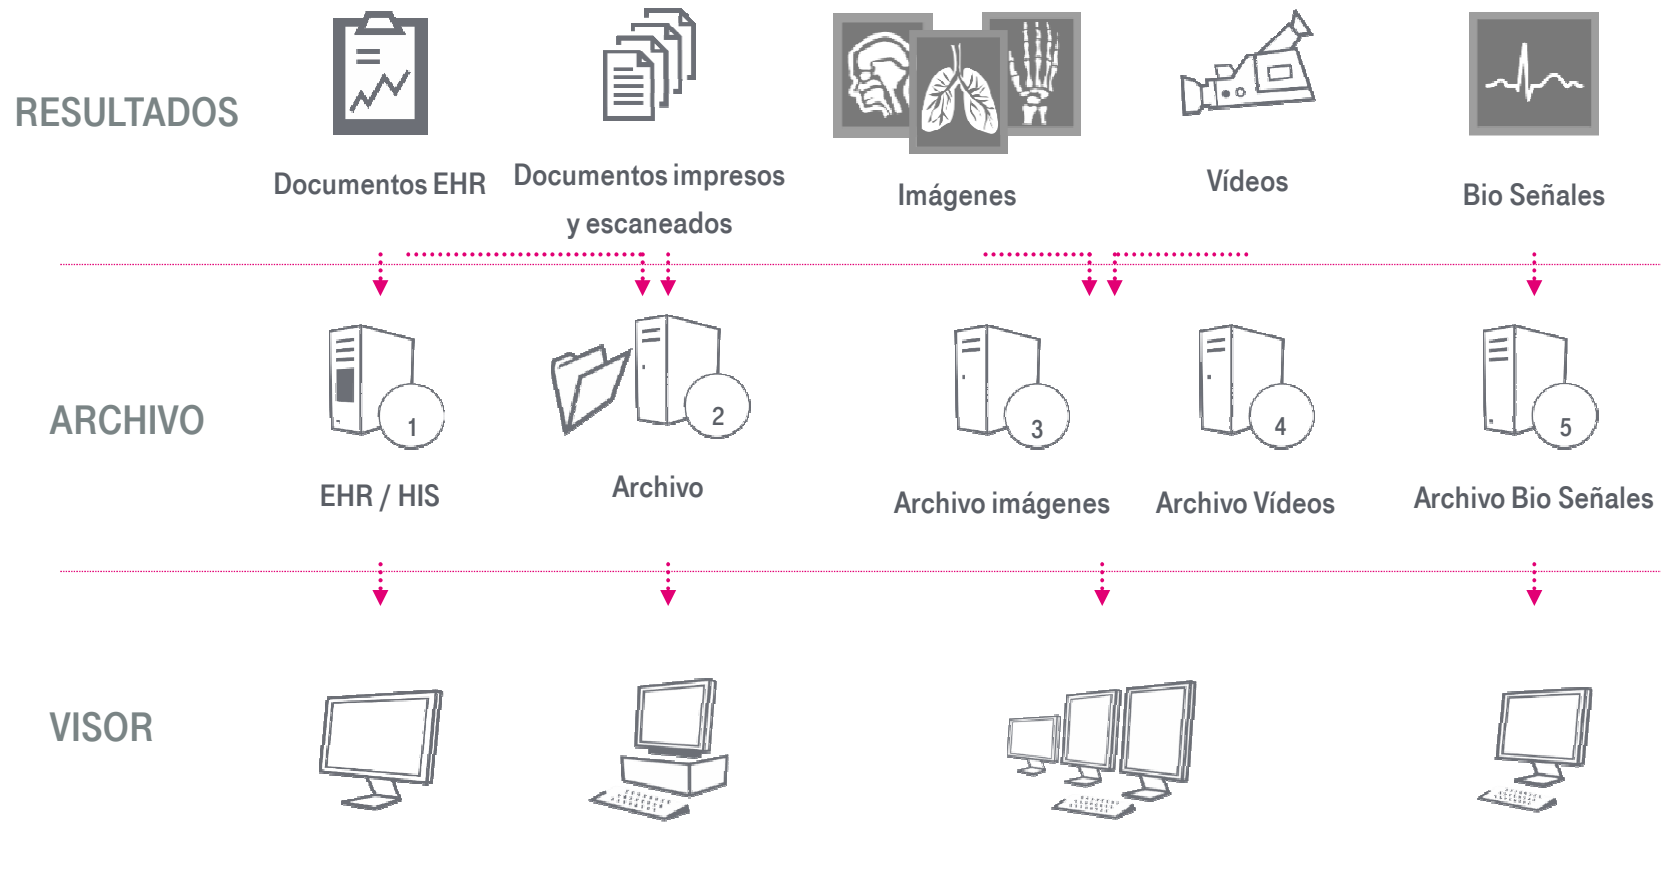 RESULTADOS
Documentos EHR
Documentos impresos
y escaneados
Imágenes
Vídeos
Bio Señales
ARCHIVO
1
2
3
4
5
EHR / HIS
Archivo
Archivo imágenes
Archivo Vídeos
Archivo Bio Señales
VISOR